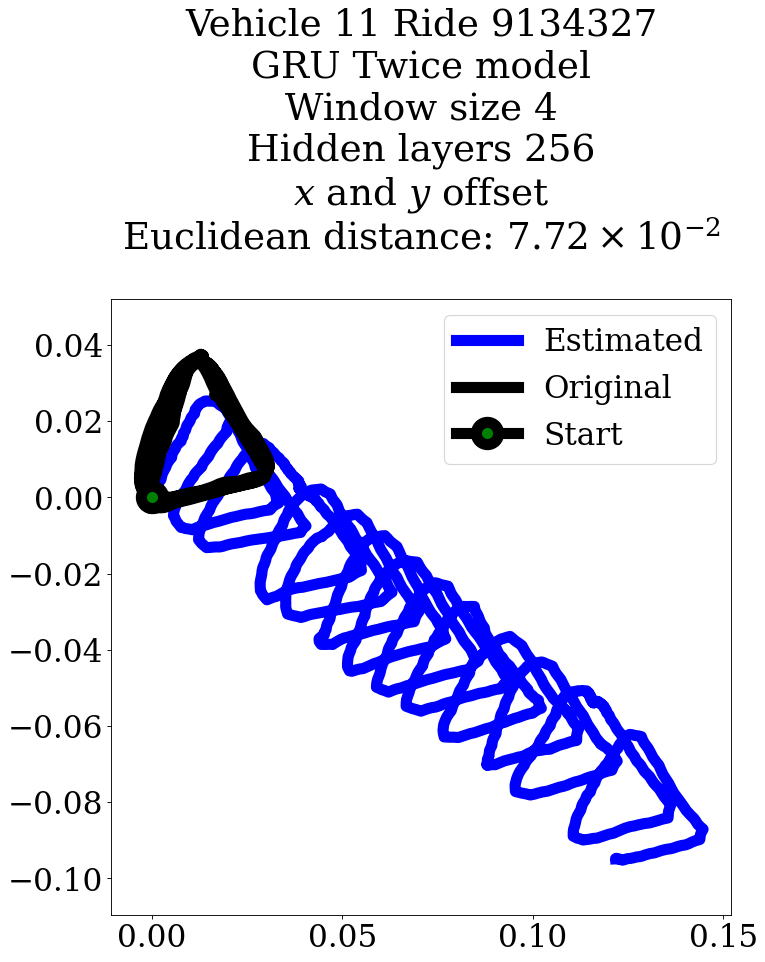 Vehicle 11 Ride 9134327
GRU Twice model
Window size 4
Hidden layers 256
x and y offset
Euclidean distance: 7.72 × 10⁻²
Estimated
Original
Start
0.04
0.02
0.00
−0.02
−0.04
−0.06
−0.08
−0.10
0.00 0.05 0.10 0.15